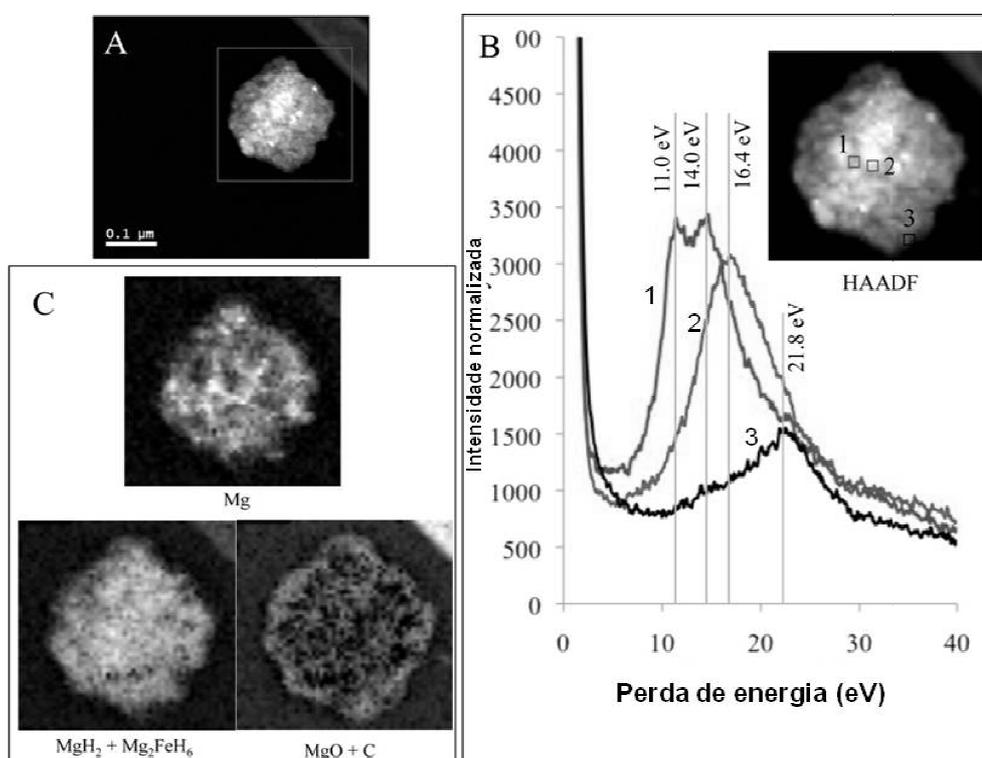 A
0.1 µm
B
00
4500
4000
3500
3000
2500
2000
1500
1000
500
0
0
10
20
30
40
Intensidade normalizada
Perda de energia (eV)
11.0 eV
14.0 eV
16.4 eV
21.8 eV
1
2
3
1
2
3
HAADF
C
Mg
MgH₂ + Mg₂FeH₆
MgO + C